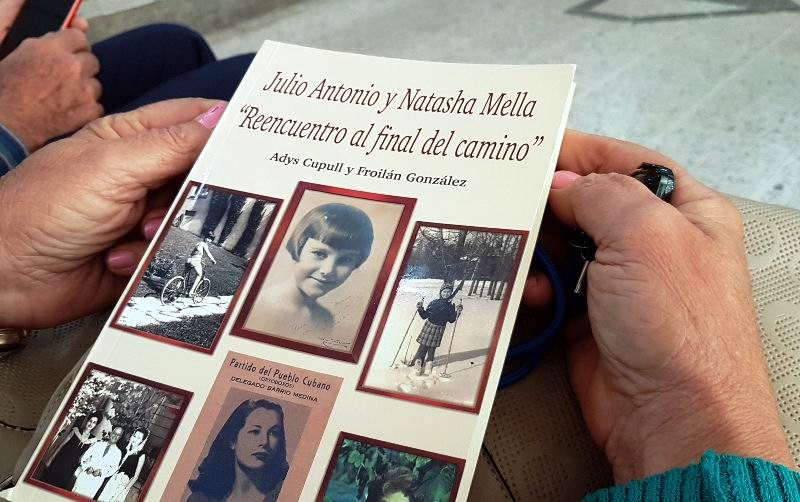 Julio Antonio y Natasha Mella
“Reencuentro al final del camino”
Adys Cupull y Froilán González
Partido del Pueblo Cubano
(ORTODOXOS)
DELEGADO BARRIO MEDINA